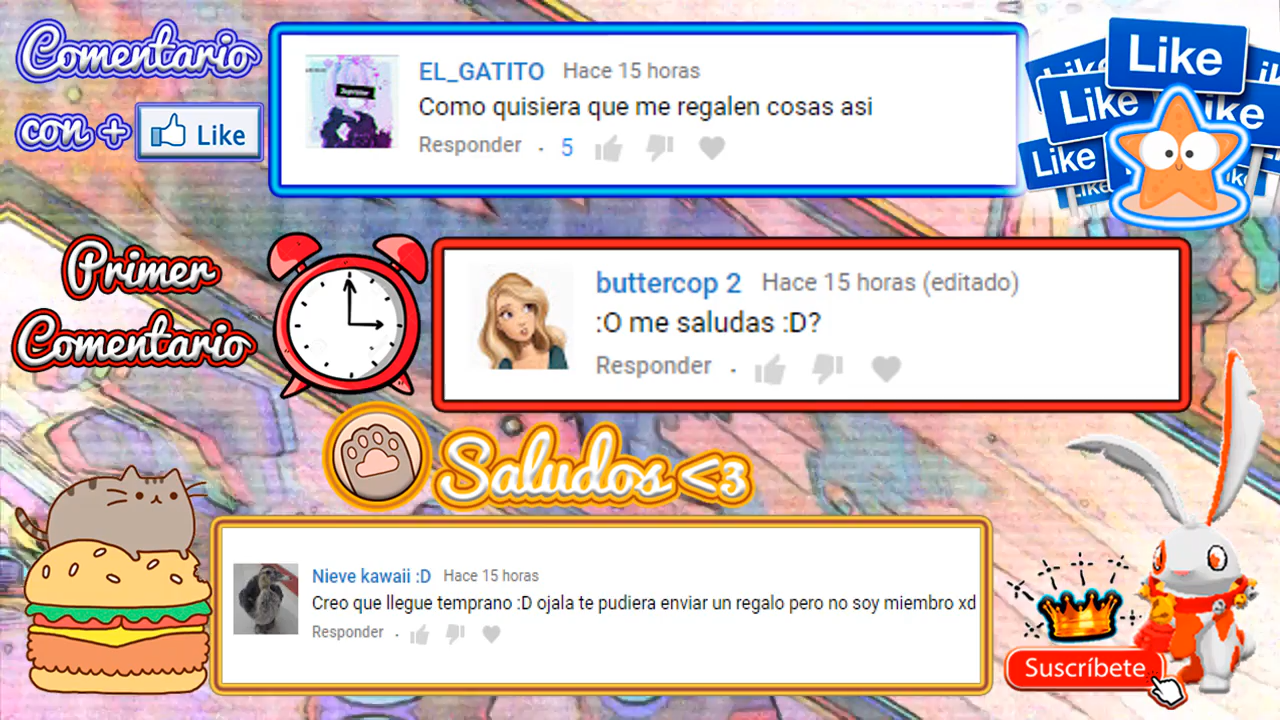 Comentario
con + Like
EL_GATITO Hace 15 horas
Como quisiera que me regalen cosas asi
Responder . 5
Like
Like
Like
Like
Like
Primer
Comentario
buttercop 2 Hace 15 horas (editado)
:O me saludas :D?
Responder .
Saludos <3
Nieve kawaii :D Hace 15 horas
Creo que llegue temprano :D ojala te pudiera enviar un regalo pero no soy miembro xd
Responder .
Suscríbete